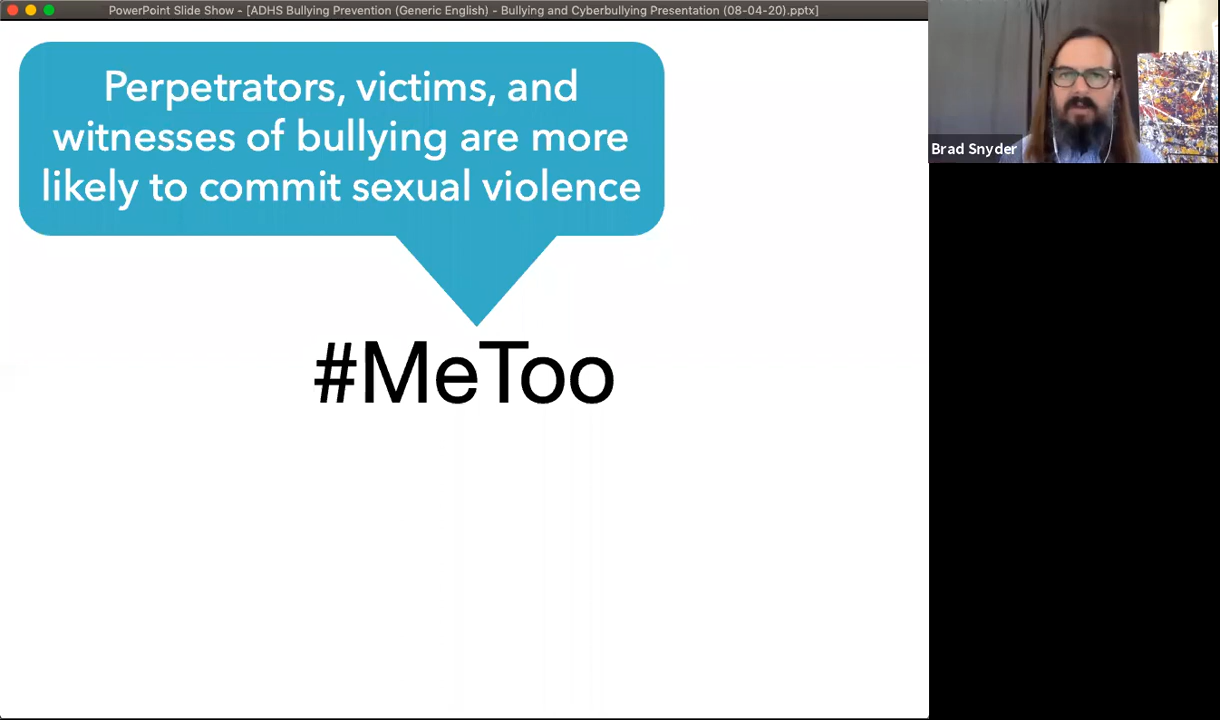 PowerPoint Slide Show - [ADHS Bullying Prevention (Generic English) - Bullying and Cyberbullying Presentation (08-04-20).pptx]
Perpetrators, victims, and
witnesses of bullying are more
likely to commit sexual violence
#MeToo
Brad Snyder